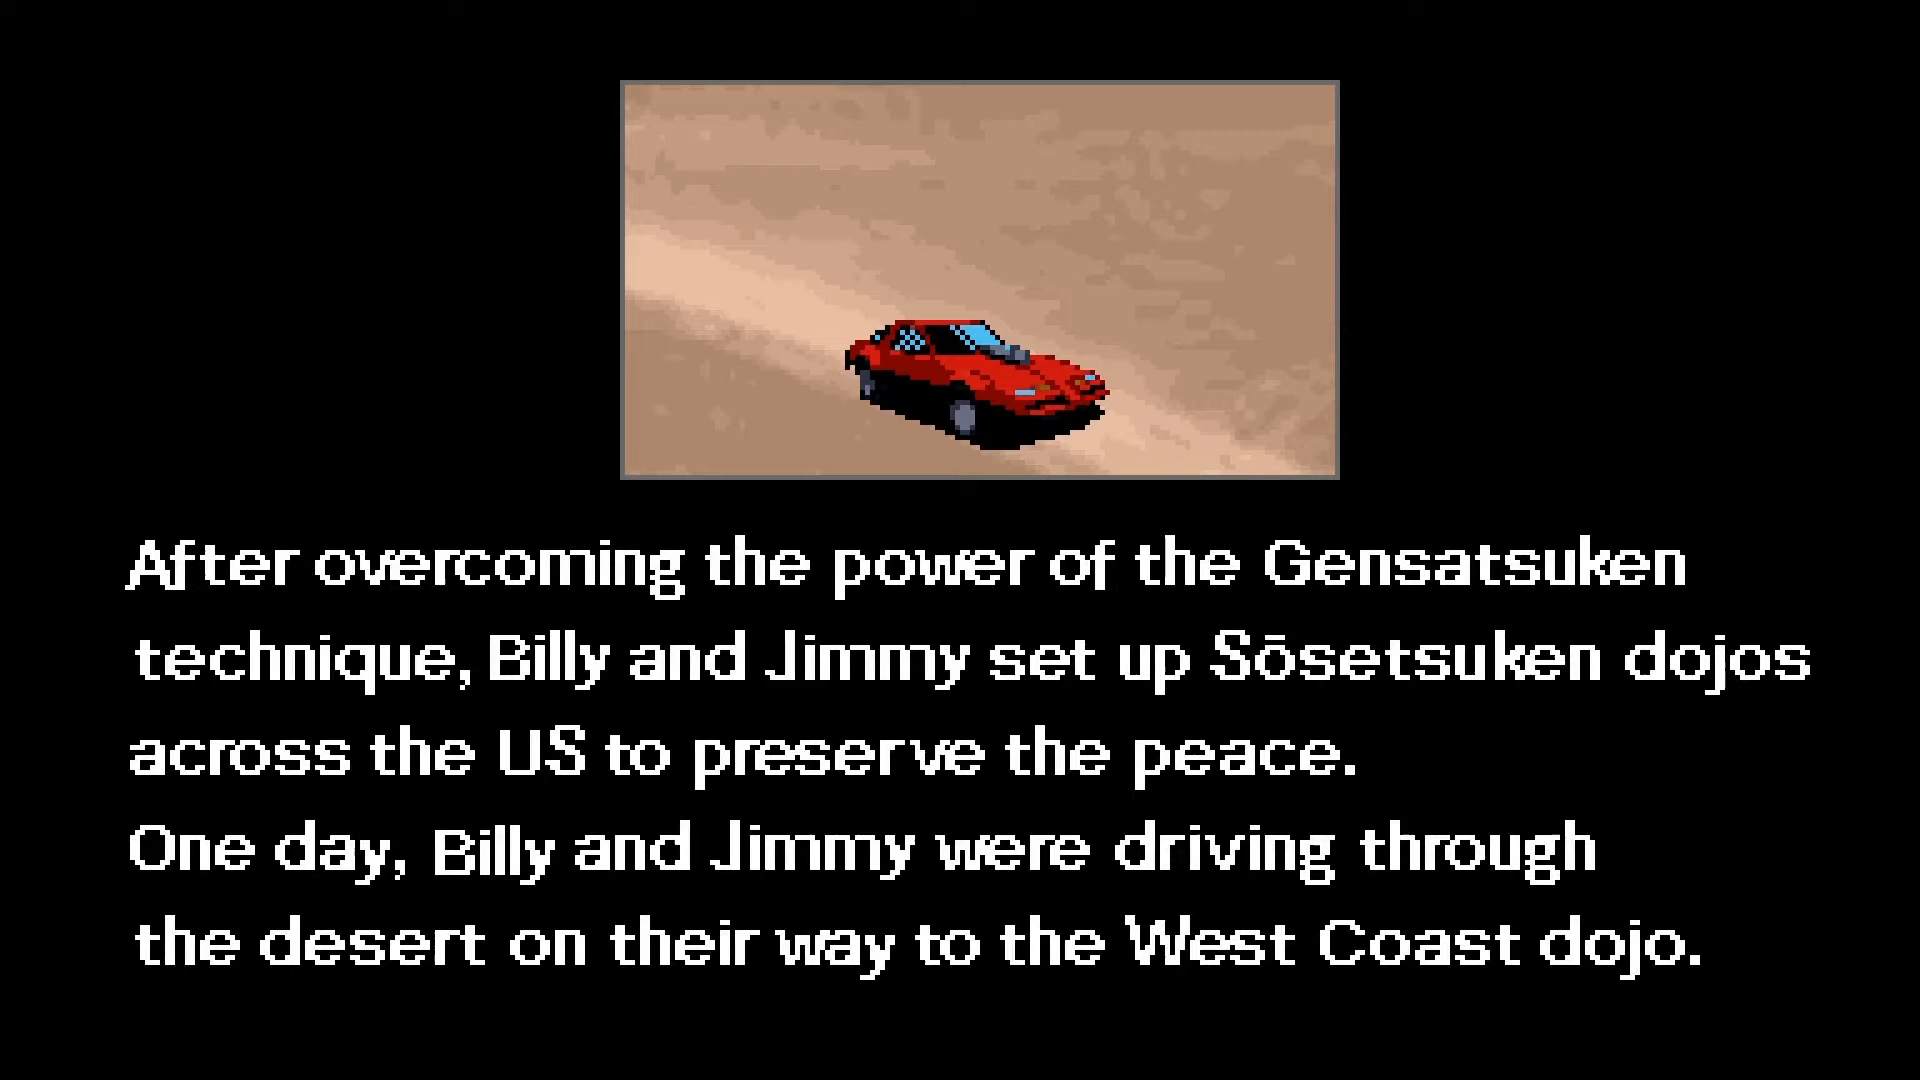 After overcoming the power of the Gensatsuken
technique, Billy and Jimmy set up Sōsetsuken dojos
across the US to preserve the peace.
One day, Billy and Jimmy were driving through
the desert on their way to the West Coast dojo.